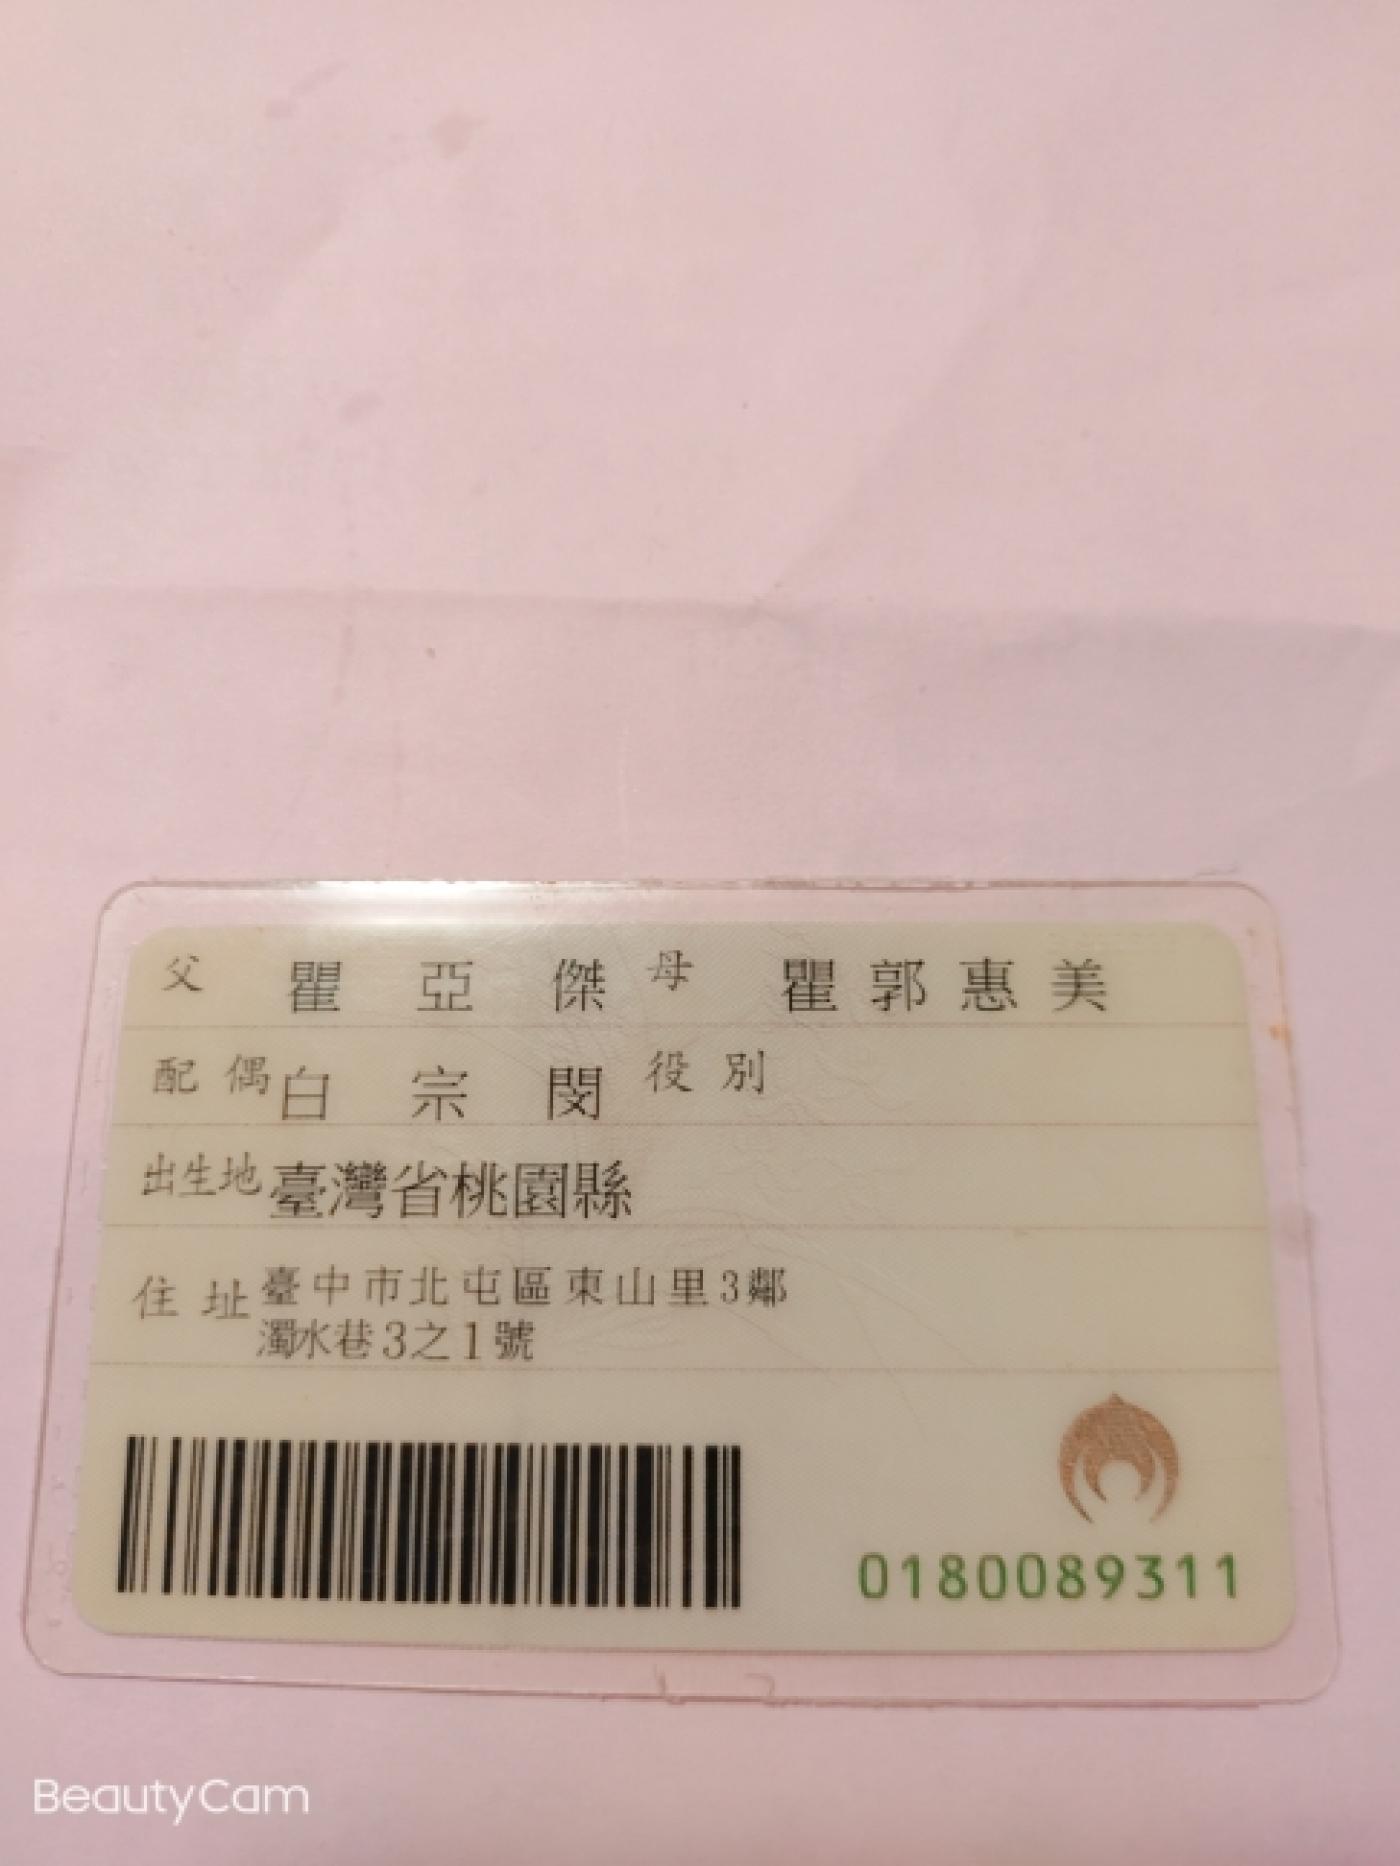 父 瞿亞傑 母 瞿郭惠美
配偶 白宗閔 役別
出生地 臺灣省桃園縣
住址 臺中市北屯區東山里3鄰
濁水巷3之1號
0180089311
BeautyCam